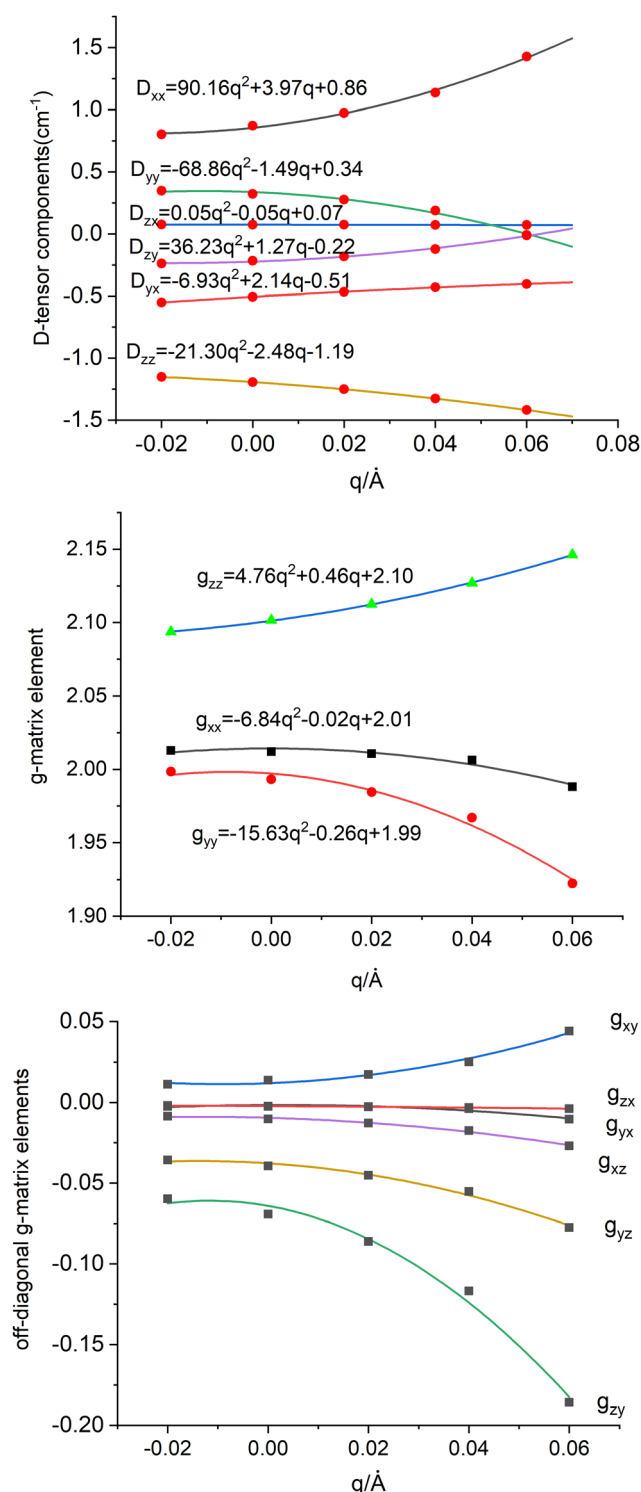 D-tensor components(cm⁻¹)
1.5
1.0
0.5
0.0
-0.5
-1.0
-1.5
Dxx=90.16q²+3.97q+0.86
Dyy=-68.86q²-1.49q+0.34
Dzx=0.05q²-0.05q+0.07
Dzy=36.23q²+1.27q-0.22
Dyx=-6.93q²+2.14q-0.51
Dzz=-21.30q²-2.48q-1.19
-0.02 0.00 0.02 0.04 0.06 0.08
q/Ȧ
g-matrix element
2.15
2.10
2.05
2.00
1.95
1.90
gzz=4.76q²+0.46q+2.10
gxx=-6.84q²-0.02q+2.01
gyy=-15.63q²-0.26q+1.99
-0.02 0.00 0.02 0.04 0.06
q/Ȧ
off-diagonal g-matrix elements
0.05
0.00
-0.05
-0.10
-0.15
-0.20
gxy
gzx
gyx
gxz
gyz
gzy
-0.02 0.00 0.02 0.04 0.06
q/Ȧ